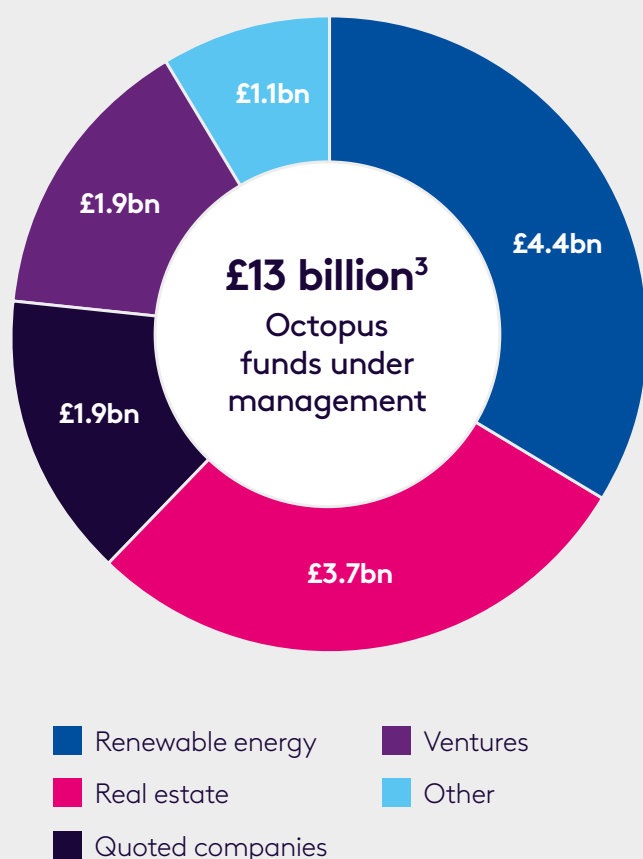 £1.1bn
£4.4bn
£1.9bn
£1.9bn
£3.7bn
£13 billion³
Octopus
funds under
management
Renewable energy
Real estate
Quoted companies
Ventures
Other